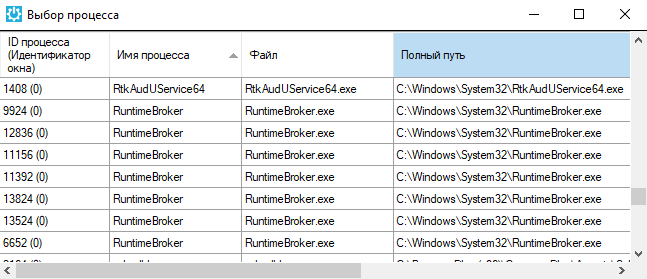 Выбор процесса
ID процесса (Идентификатор окна) Имя процесса Файл Полный путь
1408 (0) RtkAudUService64 RtkAudUService64.exe C:\Windows\System32\RtkAudUService64.exe
9924 (0) RuntimeBroker RuntimeBroker.exe C:\Windows\System32\RuntimeBroker.exe
12836 (0) RuntimeBroker RuntimeBroker.exe C:\Windows\System32\RuntimeBroker.exe
11156 (0) RuntimeBroker RuntimeBroker.exe C:\Windows\System32\RuntimeBroker.exe
11392 (0) RuntimeBroker RuntimeBroker.exe C:\Windows\System32\RuntimeBroker.exe
13824 (0) RuntimeBroker RuntimeBroker.exe C:\Windows\System32\RuntimeBroker.exe
13524 (0) RuntimeBroker RuntimeBroker.exe C:\Windows\System32\RuntimeBroker.exe
6652 (0) RuntimeBroker RuntimeBroker.exe C:\Windows\System32\RuntimeBroker.exe